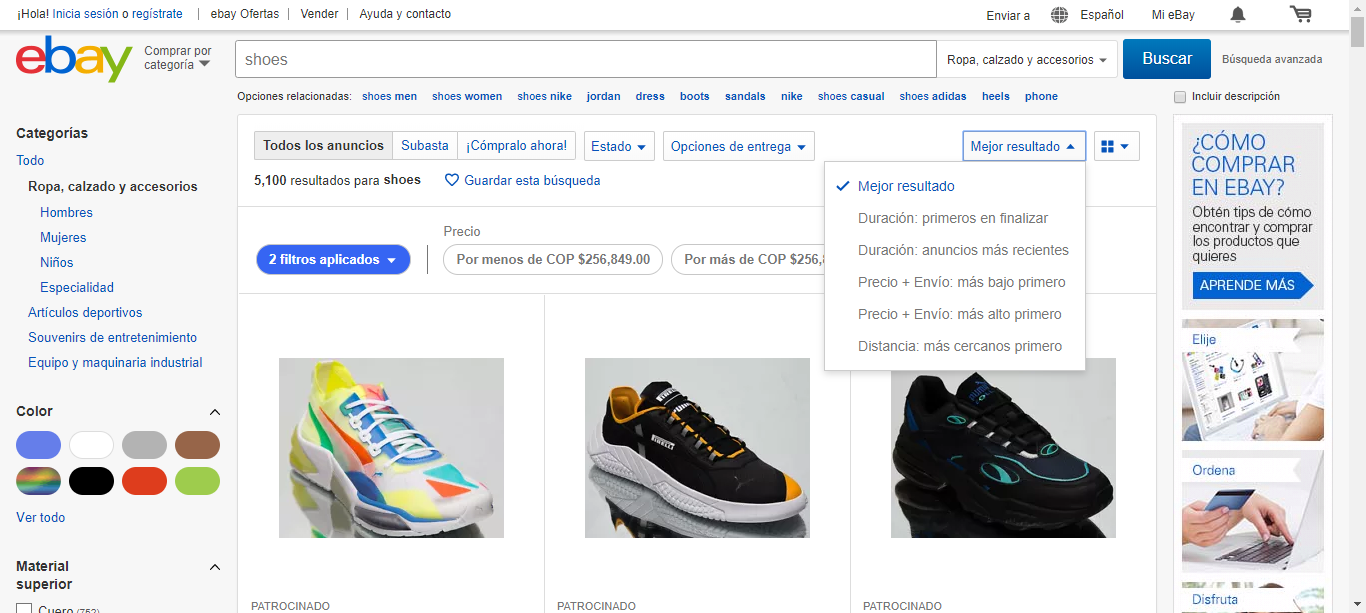 ¡Hola! Inicia sesión o regístrate | ebay Ofertas | Vender | Ayuda y contacto
Enviar a
Español
Mi eBay
ebay
Comprar por
categoría
shoes
Ropa, calzado y accesorios
Buscar
Búsqueda avanzada
Opciones relacionadas: shoes men shoes women shoes nike jordan dress boots sandals nike shoes casual shoes adidas heels phone
Incluir descripción
Categorías
Todo
Ropa, calzado y accesorios
Hombres
Mujeres
Niños
Especialidad
Artículos deportivos
Souvenirs de entretenimiento
Equipo y maquinaria industrial
Color
Ver todo
Material
superior
Cuero (752)
Todos los anuncios
Subasta
¡Cómpralo ahora!
Estado
Opciones de entrega
Mejor resultado
5,100 resultados para shoes
Guardar esta búsqueda
Mejor resultado
Duración: primeros en finalizar
Duración: anuncios más recientes
Precio + Envío: más bajo primero
Precio + Envío: más alto primero
Distancia: más cercanos primero
2 filtros aplicados
Precio
Por menos de COP $256,849.00
Por más de COP $256,8
PIRELLI
PUMA
PIRELLI
PATROCINADO
PATROCINADO
PATROCINADO
¿CÓMO
COMPRAR
EN EBAY?
Obtén tips de cómo
encontrar y comprar
los productos que
quieres
APRENDE MÁS
Elije
Ordena
Disfruta